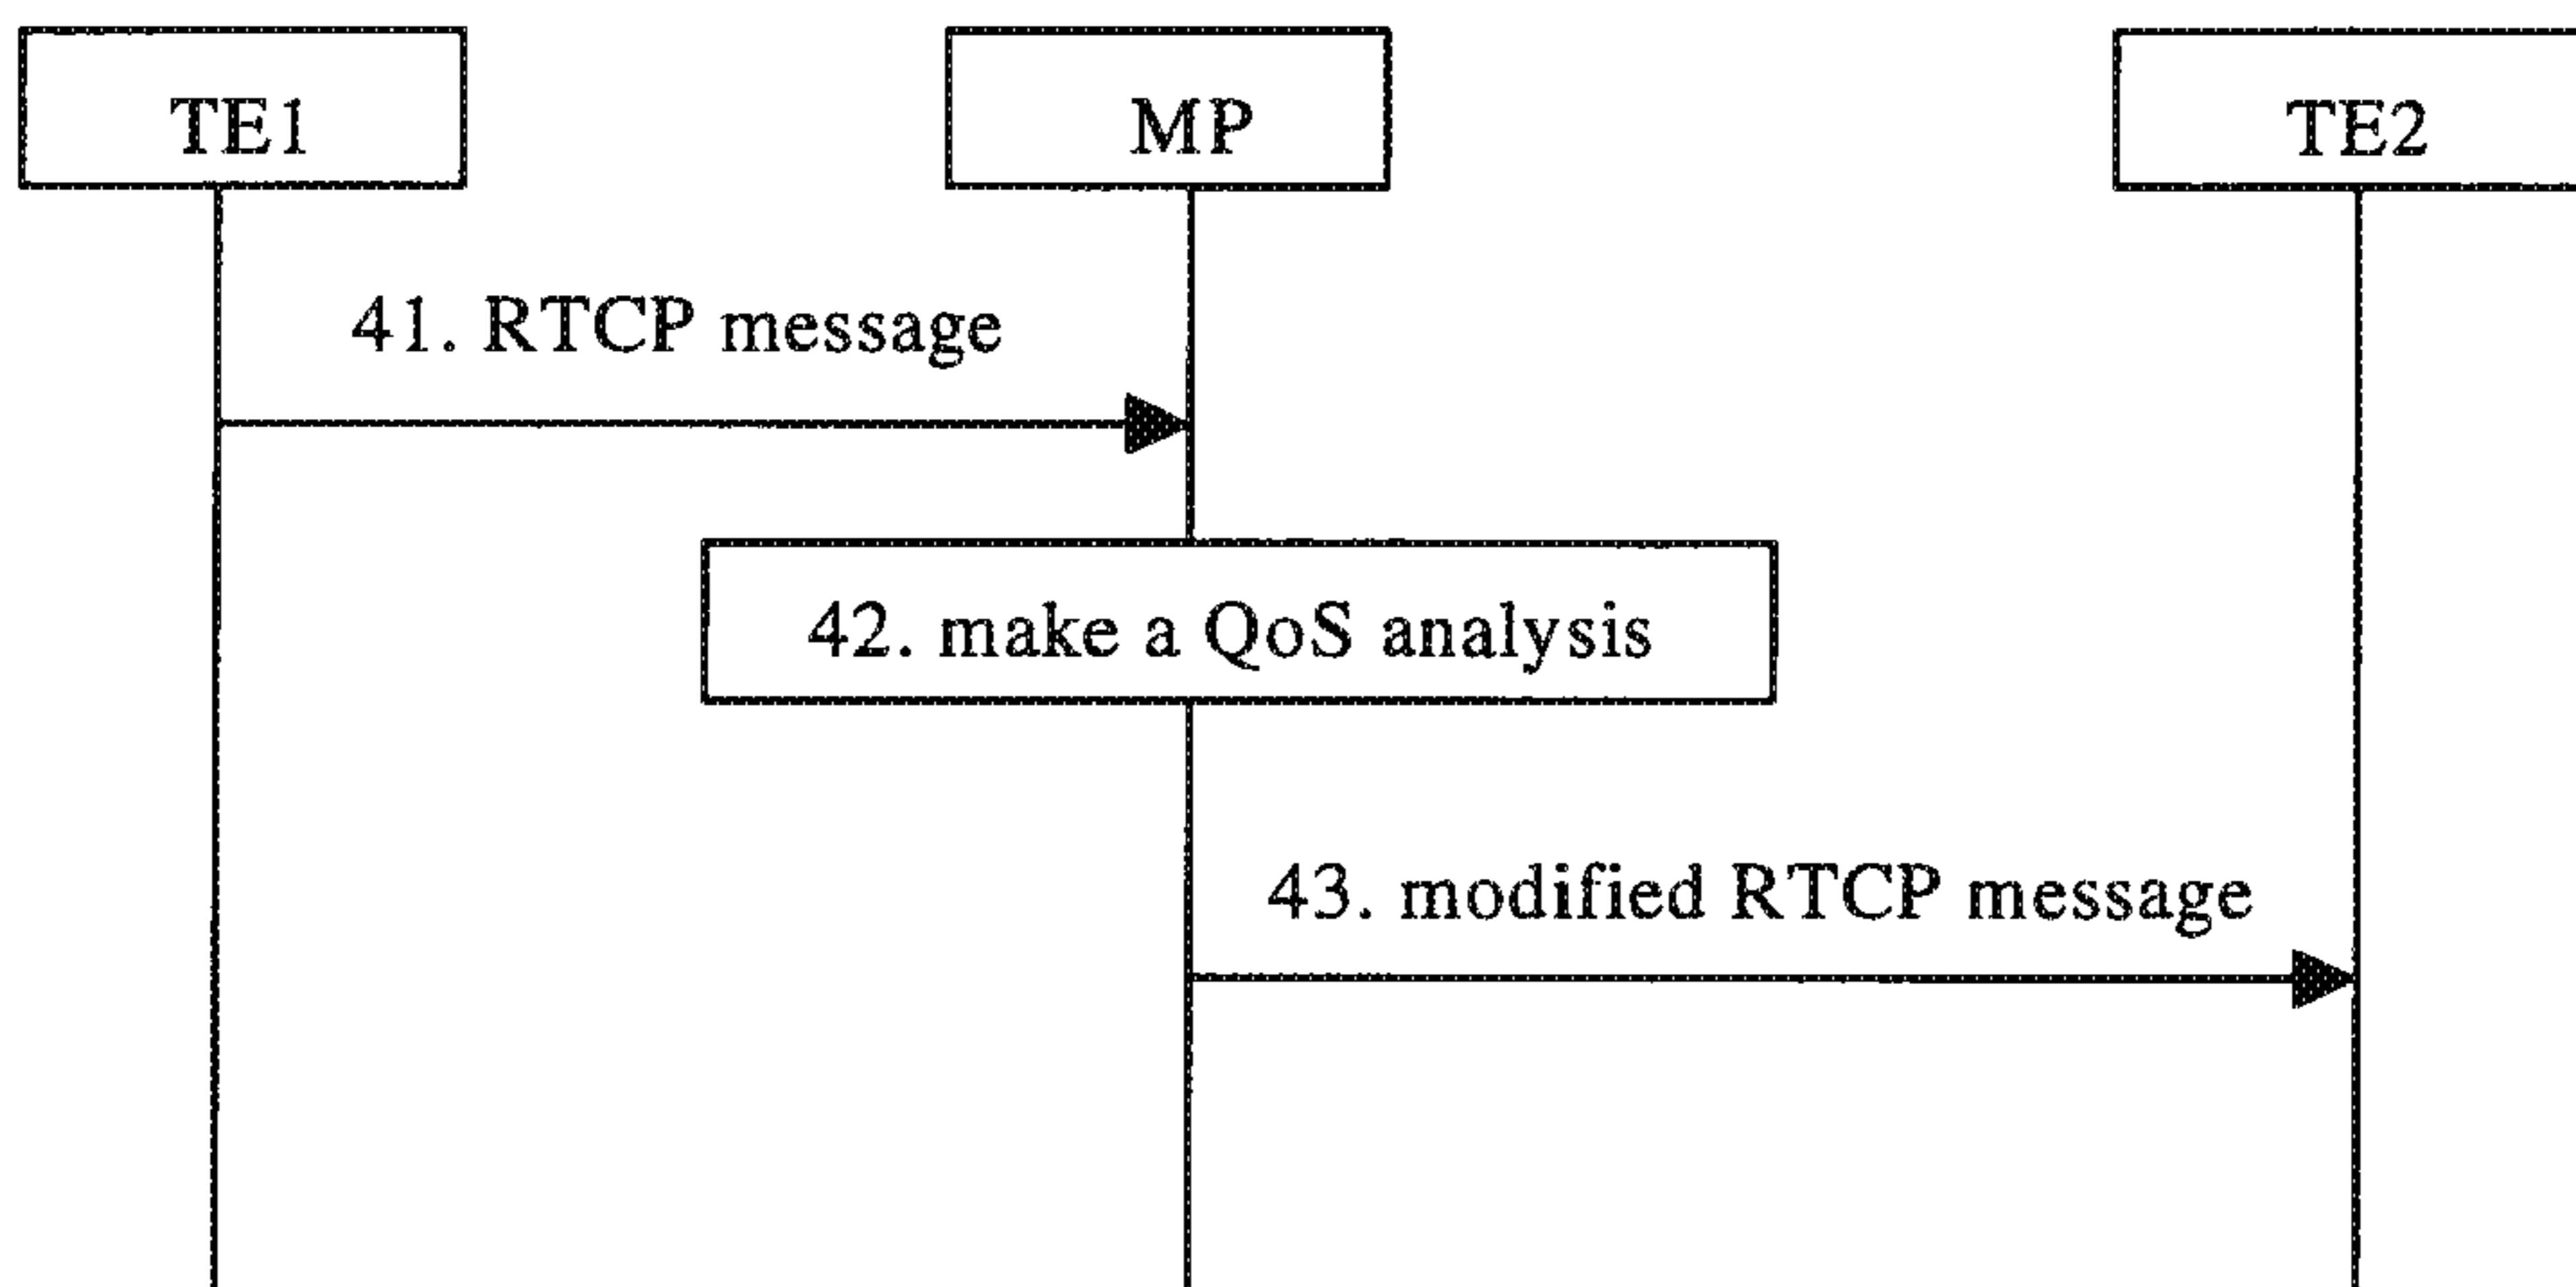 TE1
MP
TE2
41. RTCP message
42. make a QoS analysis
43. modified RTCP message